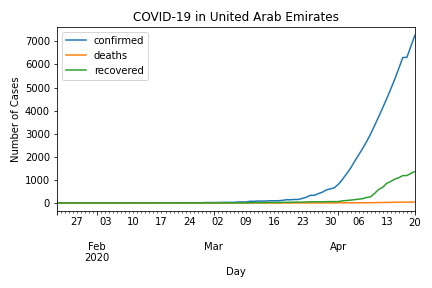 COVID-19 in United Arab Emirates
confirmed
deaths
recovered
Number of Cases
7000
6000
5000
4000
3000
2000
1000
0
27 03 10 17 24 02 09 16 23 30 06 13 20
Feb Mar Apr
2020
Day